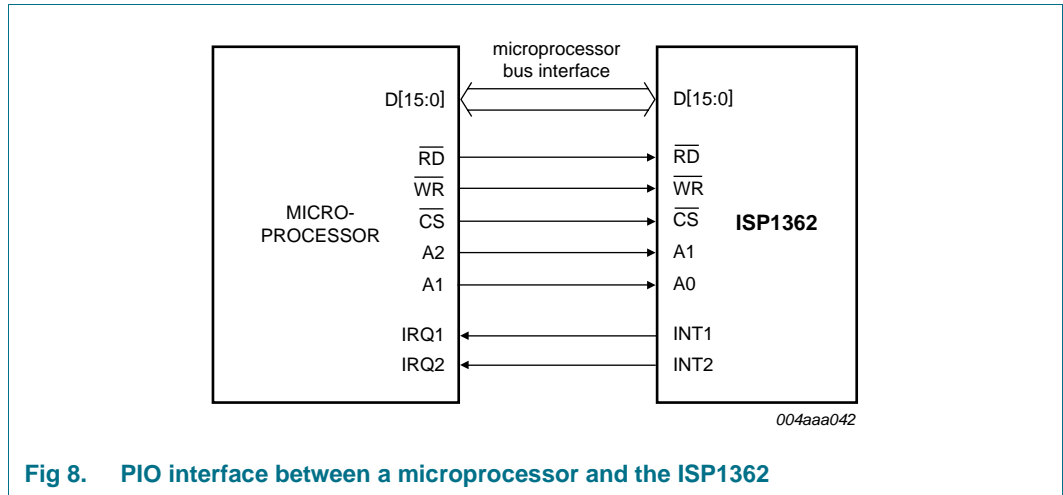 microprocessor
bus interface
D[15:0] D[15:0]
RD RD
WR WR
MICRO-
PROCESSOR
CS CS
ISP1362
A2 A1
A1 A0
IRQ1 INT1
IRQ2 INT2
004aaa042
Fig 8. PIO interface between a microprocessor and the ISP1362